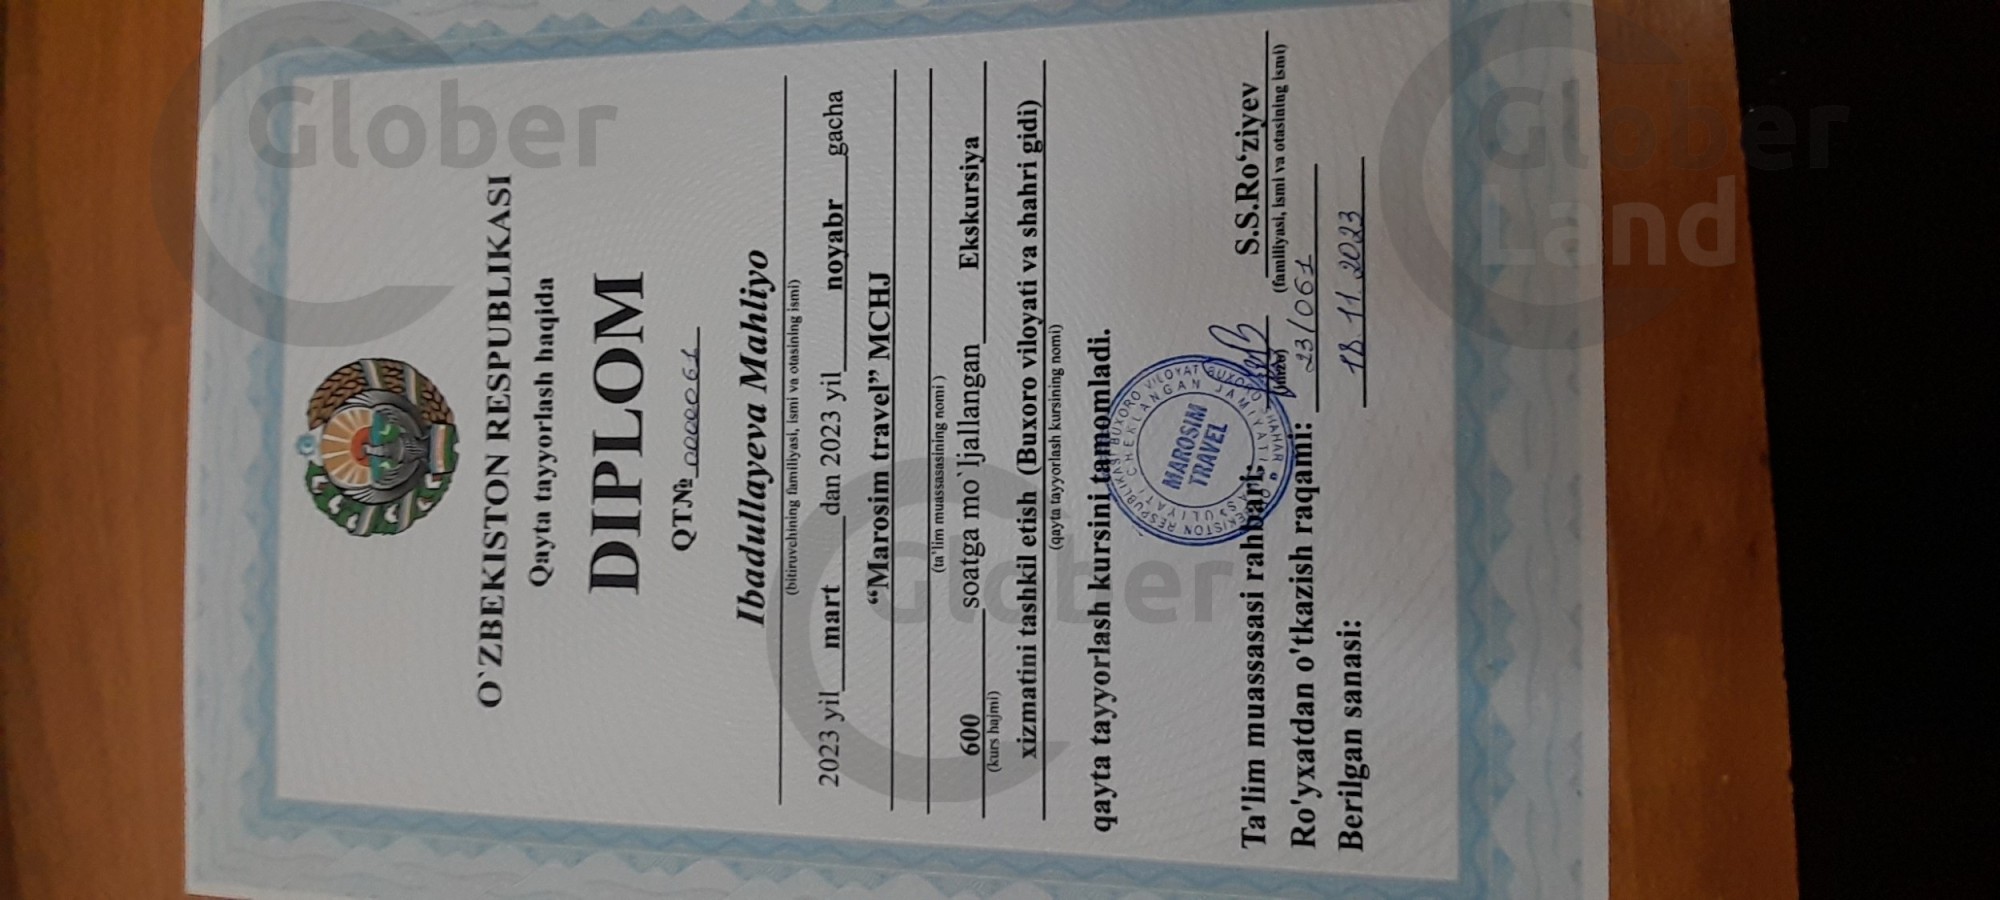 O`ZBEKISTON RESPUBLIKASI
Qayta tayyorlash haqida
DIPLOM
QT№ 0000061
Ibadullayeva Mahliyo
(bitiruvchining familiyasi, ismi va otasining ismi)
2023 yil mart dan 2023 yil noyabr gacha
“Marosim travel” MCHJ
(ta'lim muassasasining nomi )
600 soatga mo`ljallangan Ekskursiya
(kurs hajmi)
xizmatini tashkil etish (Buxoro viloyati va shahri gidi)
(qayta tayyorlash kursining nomi)
qayta tayyorlash kursini tamomladi.
Ta'lim muassasasi rahbari: S.S.Ro‘ziyev
(imzo) (familiyasi, ismi va otasining ismi)
Ro'yxatdan o'tkazish raqami: 23/061
Berilgan sanasi: 18.11.2023
MAROSIM
TRAVEL
Glober
Glober
Glober
Land